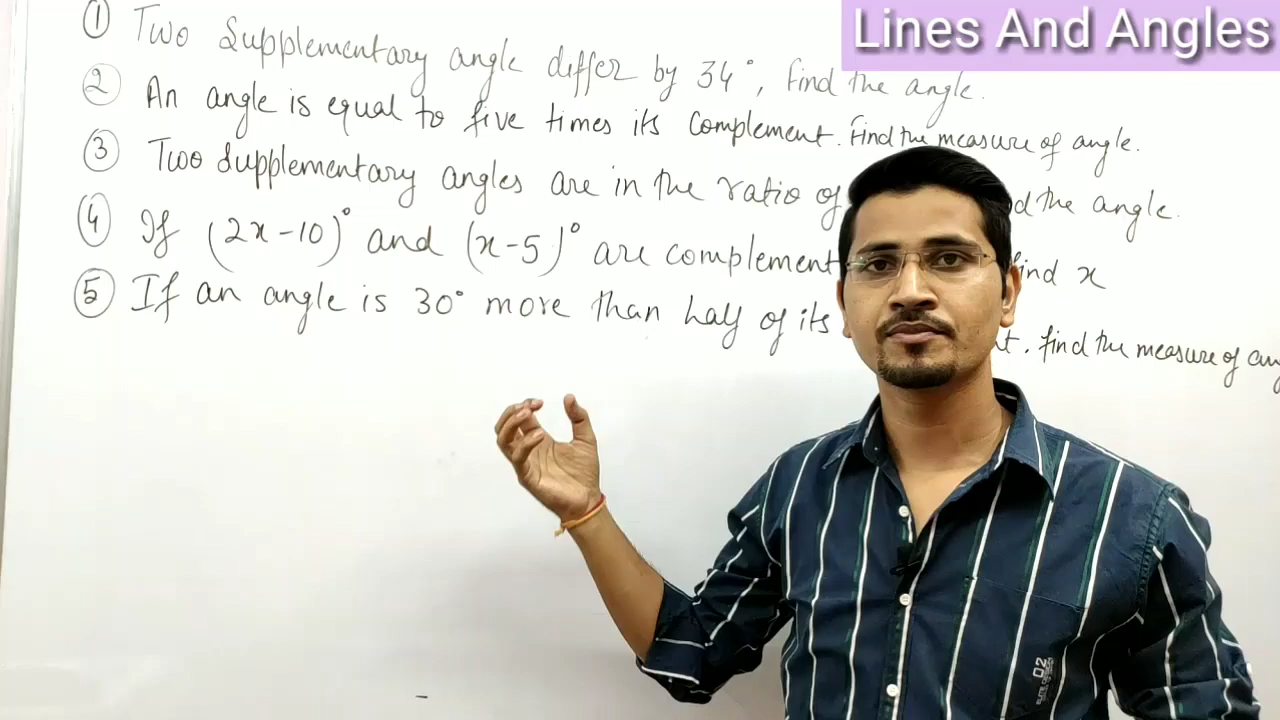 Lines And Angles
① Two Supplementary angle differ by 34°, find the angle.
② An angle is equal to five times its complement. Find the measure of angle.
③ Two Supplementary angles are in the ratio of the angle.
④ If (2x-10)° and (x-5)° are complement find x
⑤ If an angle is 30° more than half of its find the measure of
02